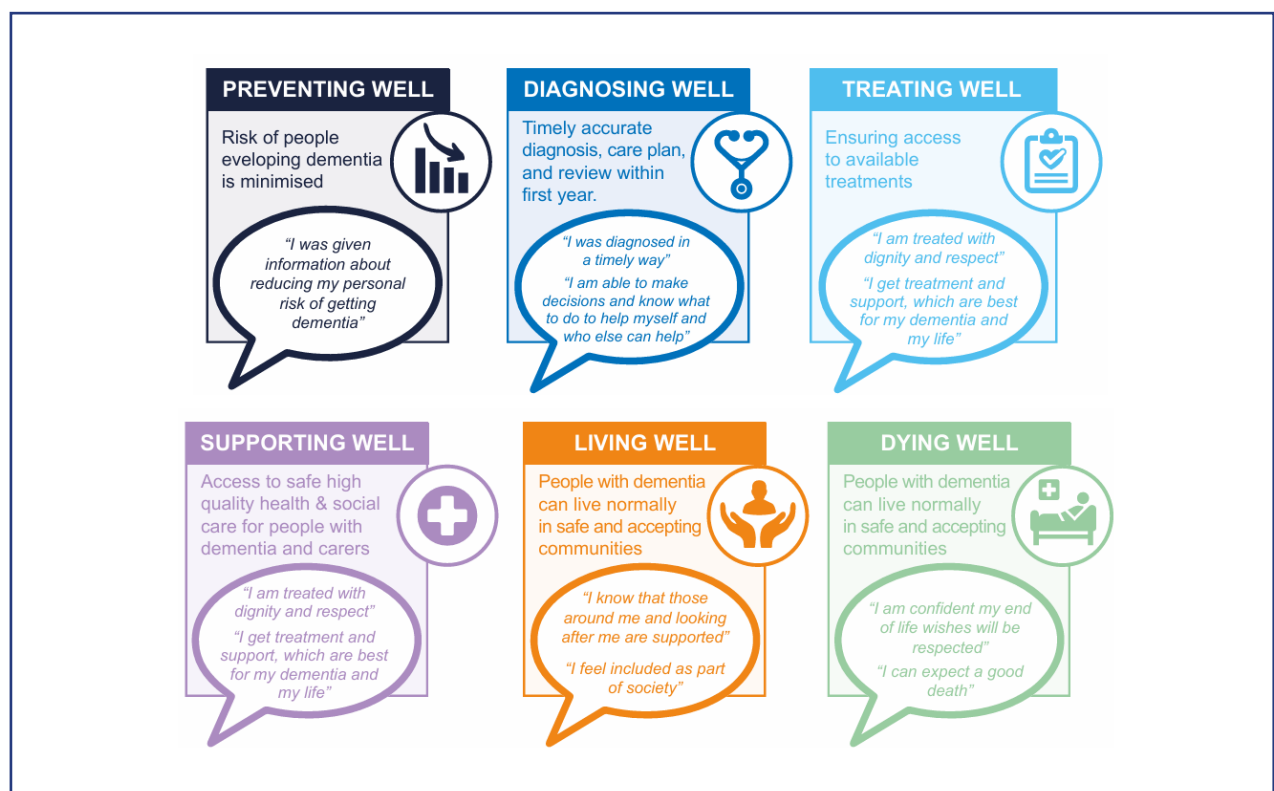 PREVENTING WELL
Risk of people
eveloping dementia
is minimised
“I was given
information about
reducing my personal
risk of getting
dementia”
DIAGNOSING WELL
Timely accurate
diagnosis, care plan,
and review within
first year.
“I was diagnosed in
a timely way”
“I am able to make
decisions and know what
to do to help myself and
who else can help”
TREATING WELL
Ensuring access
to available
treatments
“I am treated with
dignity and respect”
“I get treatment and
support, which are best
for my dementia and
my life”
SUPPORTING WELL
Access to safe high
quality health & social
care for people with
dementia and carers
“I am treated with
dignity and respect”
“I get treatment and
support, which are best
for my dementia and
my life”
LIVING WELL
People with dementia
can live normally
in safe and accepting
communities
“I know that those
around me and looking
after me are supported”
“I feel included as part
of society”
DYING WELL
People with dementia
can live normally
in safe and accepting
communities
“I am confident my end
of life wishes will be
respected”
“I can expect a good
death”